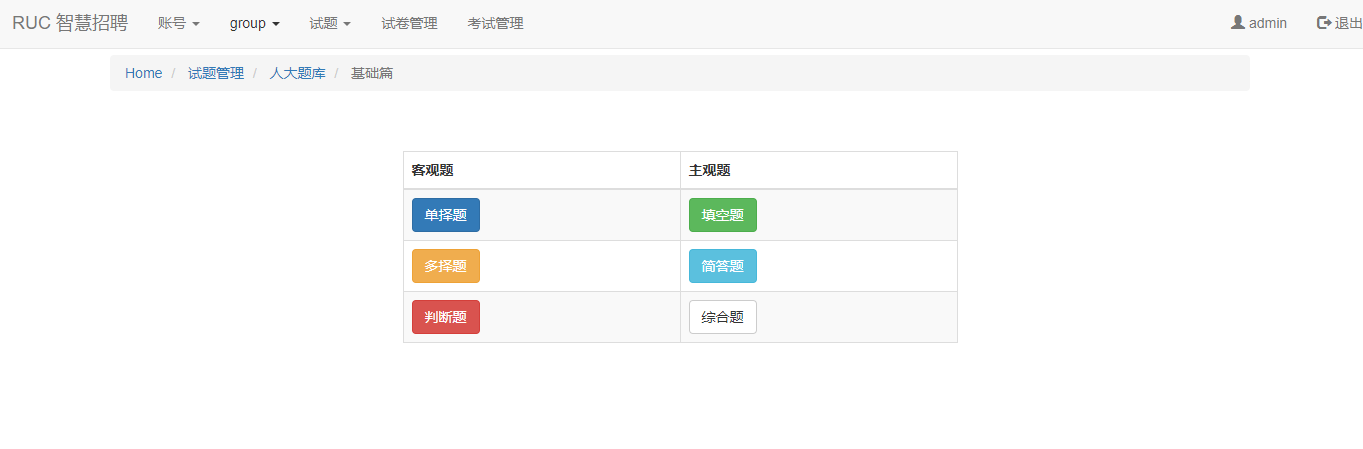 RUC 智慧招聘 账号 group 试题 试卷管理 考试管理 admin 退出
Home / 试题管理 / 人大题库 / 基础篇
客观题 主观题
单择题 填空题
多择题 简答题
判断题 综合题